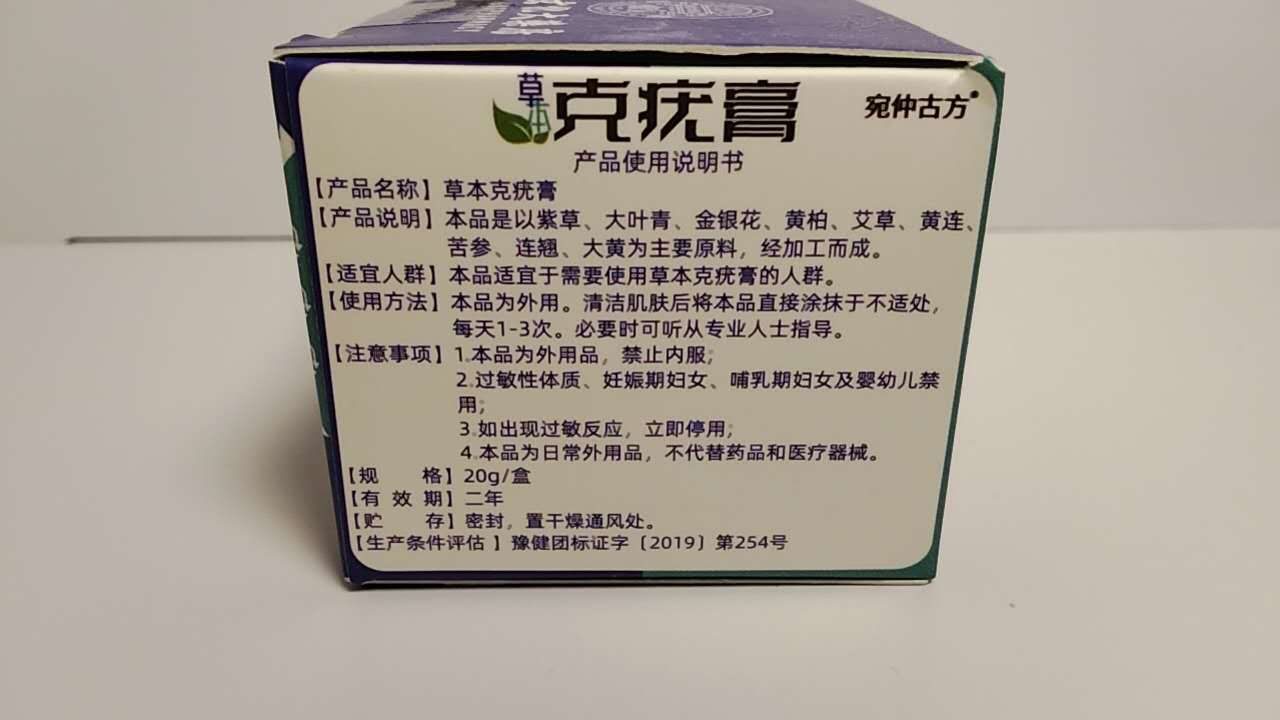 草本克疣膏
宛仲古方
产品使用说明书
【产品名称】草本克疣膏
【产品说明】本品是以紫草、大叶青、金银花、黄柏、艾草、黄连、
苦参、连翘、大黄为主要原料，经加工而成。
【适宜人群】本品适宜于需要使用草本克疣膏的人群。
【使用方法】本品为外用。清洁肌肤后将本品直接涂抹于不适处，
每天1-3次。必要时可听从专业人士指导。
【注意事项】1.本品为外用品，禁止内服；
2.过敏性体质、妊娠期妇女、哺乳期妇女及婴幼儿禁
用；
3.如出现过敏反应，立即停用；
4.本品为日常外用品，不代替药品和医疗器械。
【规 格】20g/盒
【有 效 期】二年
【贮 存】密封，置干燥通风处。
【生产条件评估 】豫健团标证字〔2019〕第254号